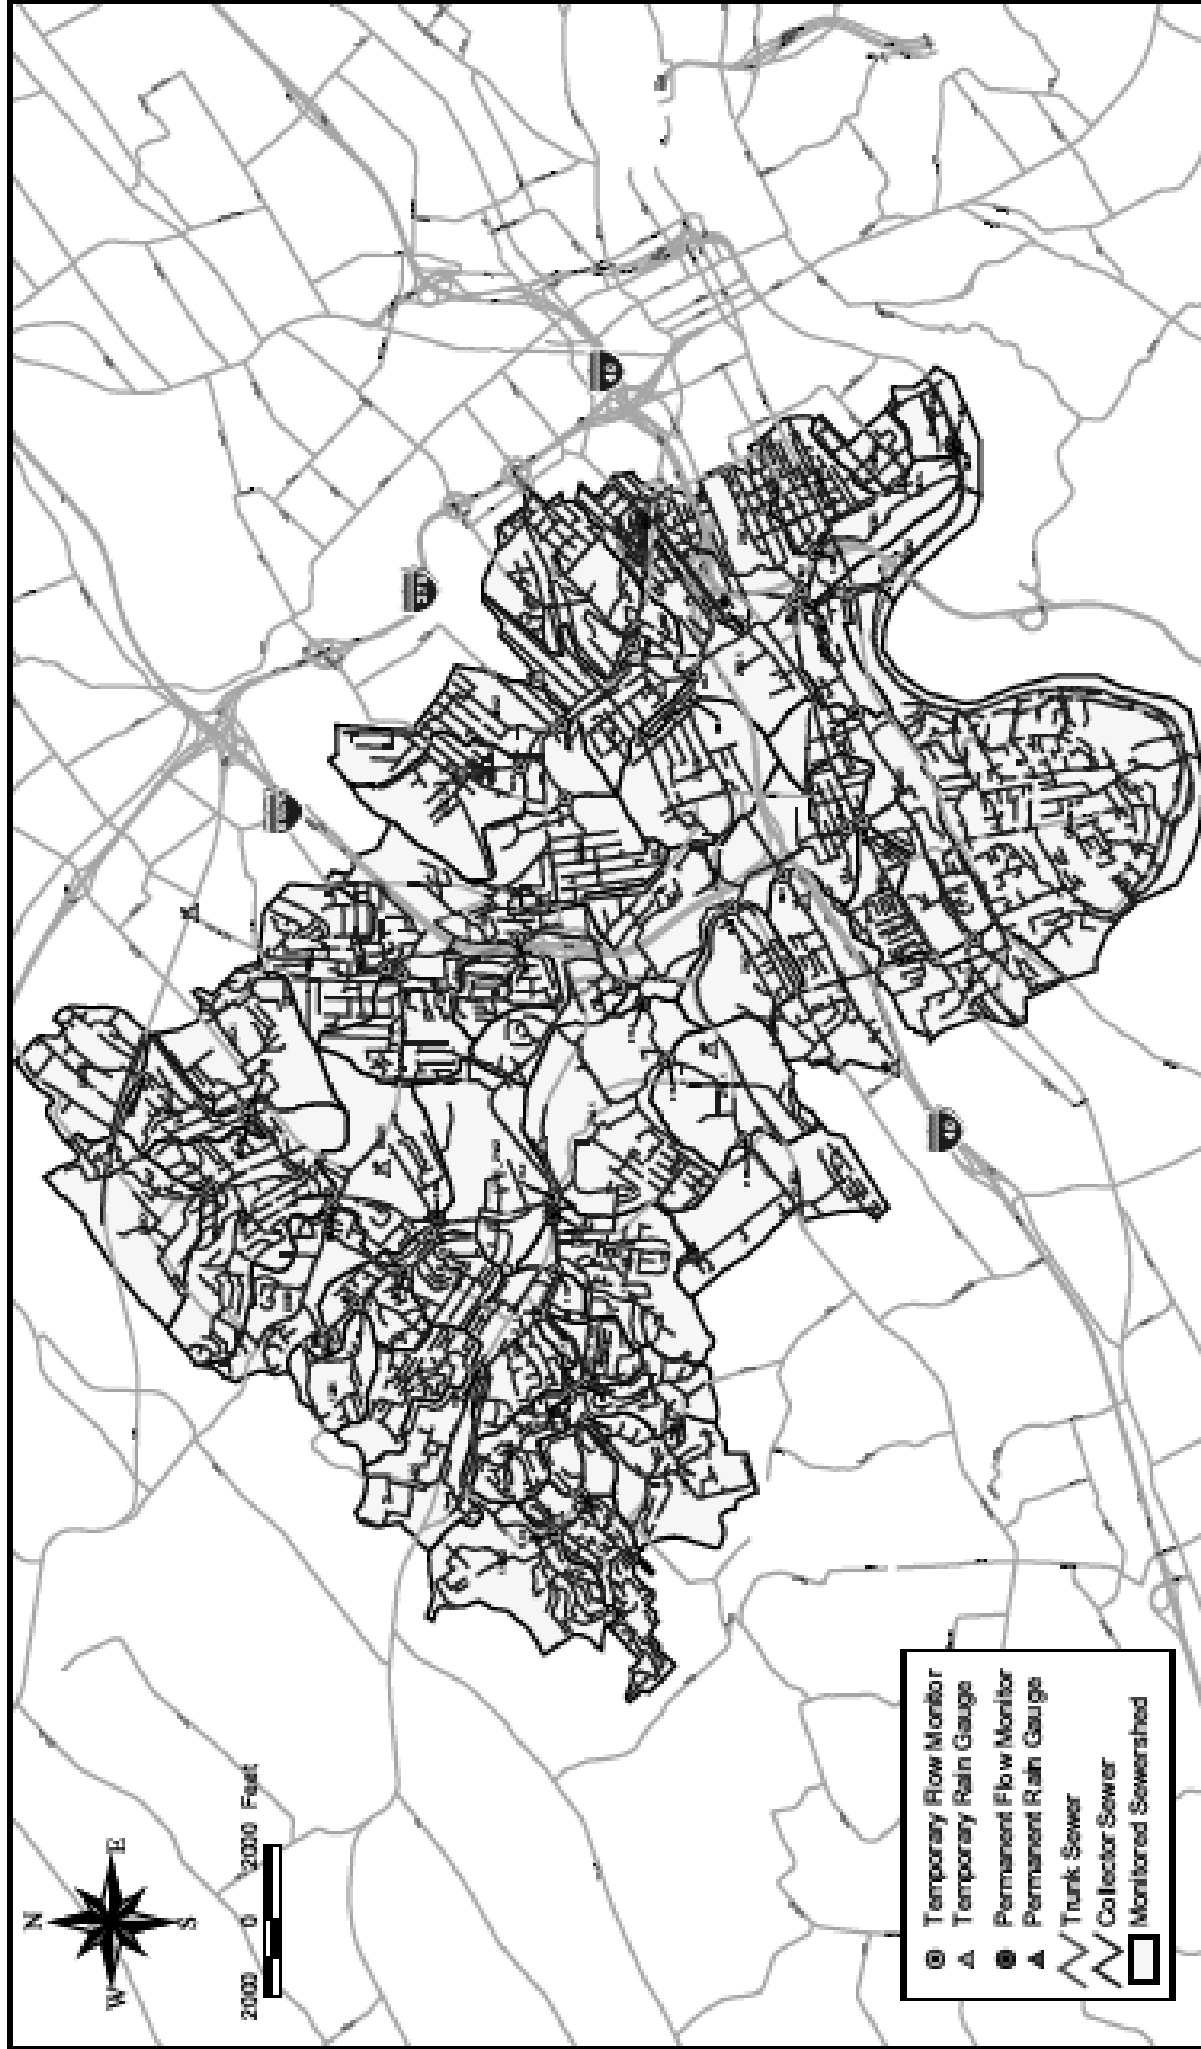 N
W E
S
2000 0 2000 Feet
Temporary Flow Monitor
Temporary Rain Gauge
Permanent Flow Monitor
Permanent Rain Gauge
Trunk Sewer
Collector Sewer
Monitored Sewershed